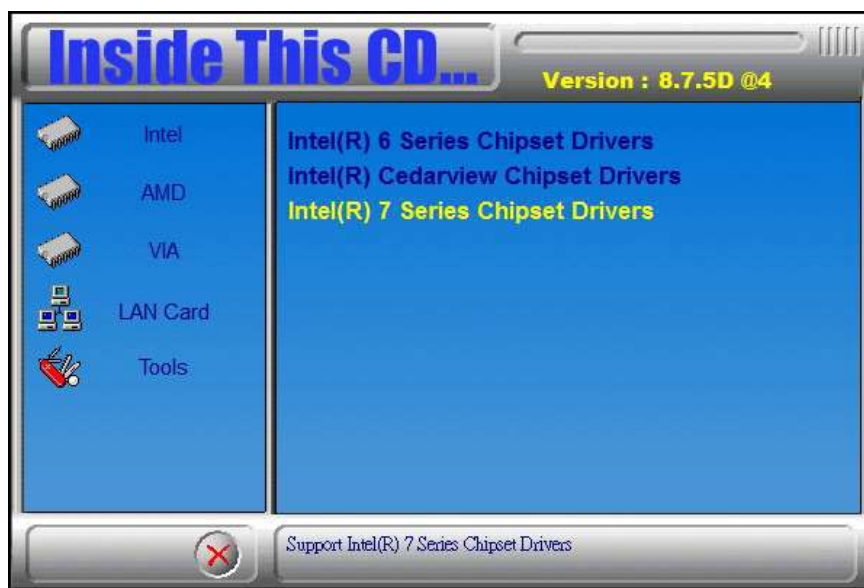 Inside This CD...
Version : 8.7.5D @4
Intel
AMD
VIA
LAN Card
Tools
Intel(R) 6 Series Chipset Drivers
Intel(R) Cedarview Chipset Drivers
Intel(R) 7 Series Chipset Drivers
Support Intel(R) 7 Series Chipset Drivers